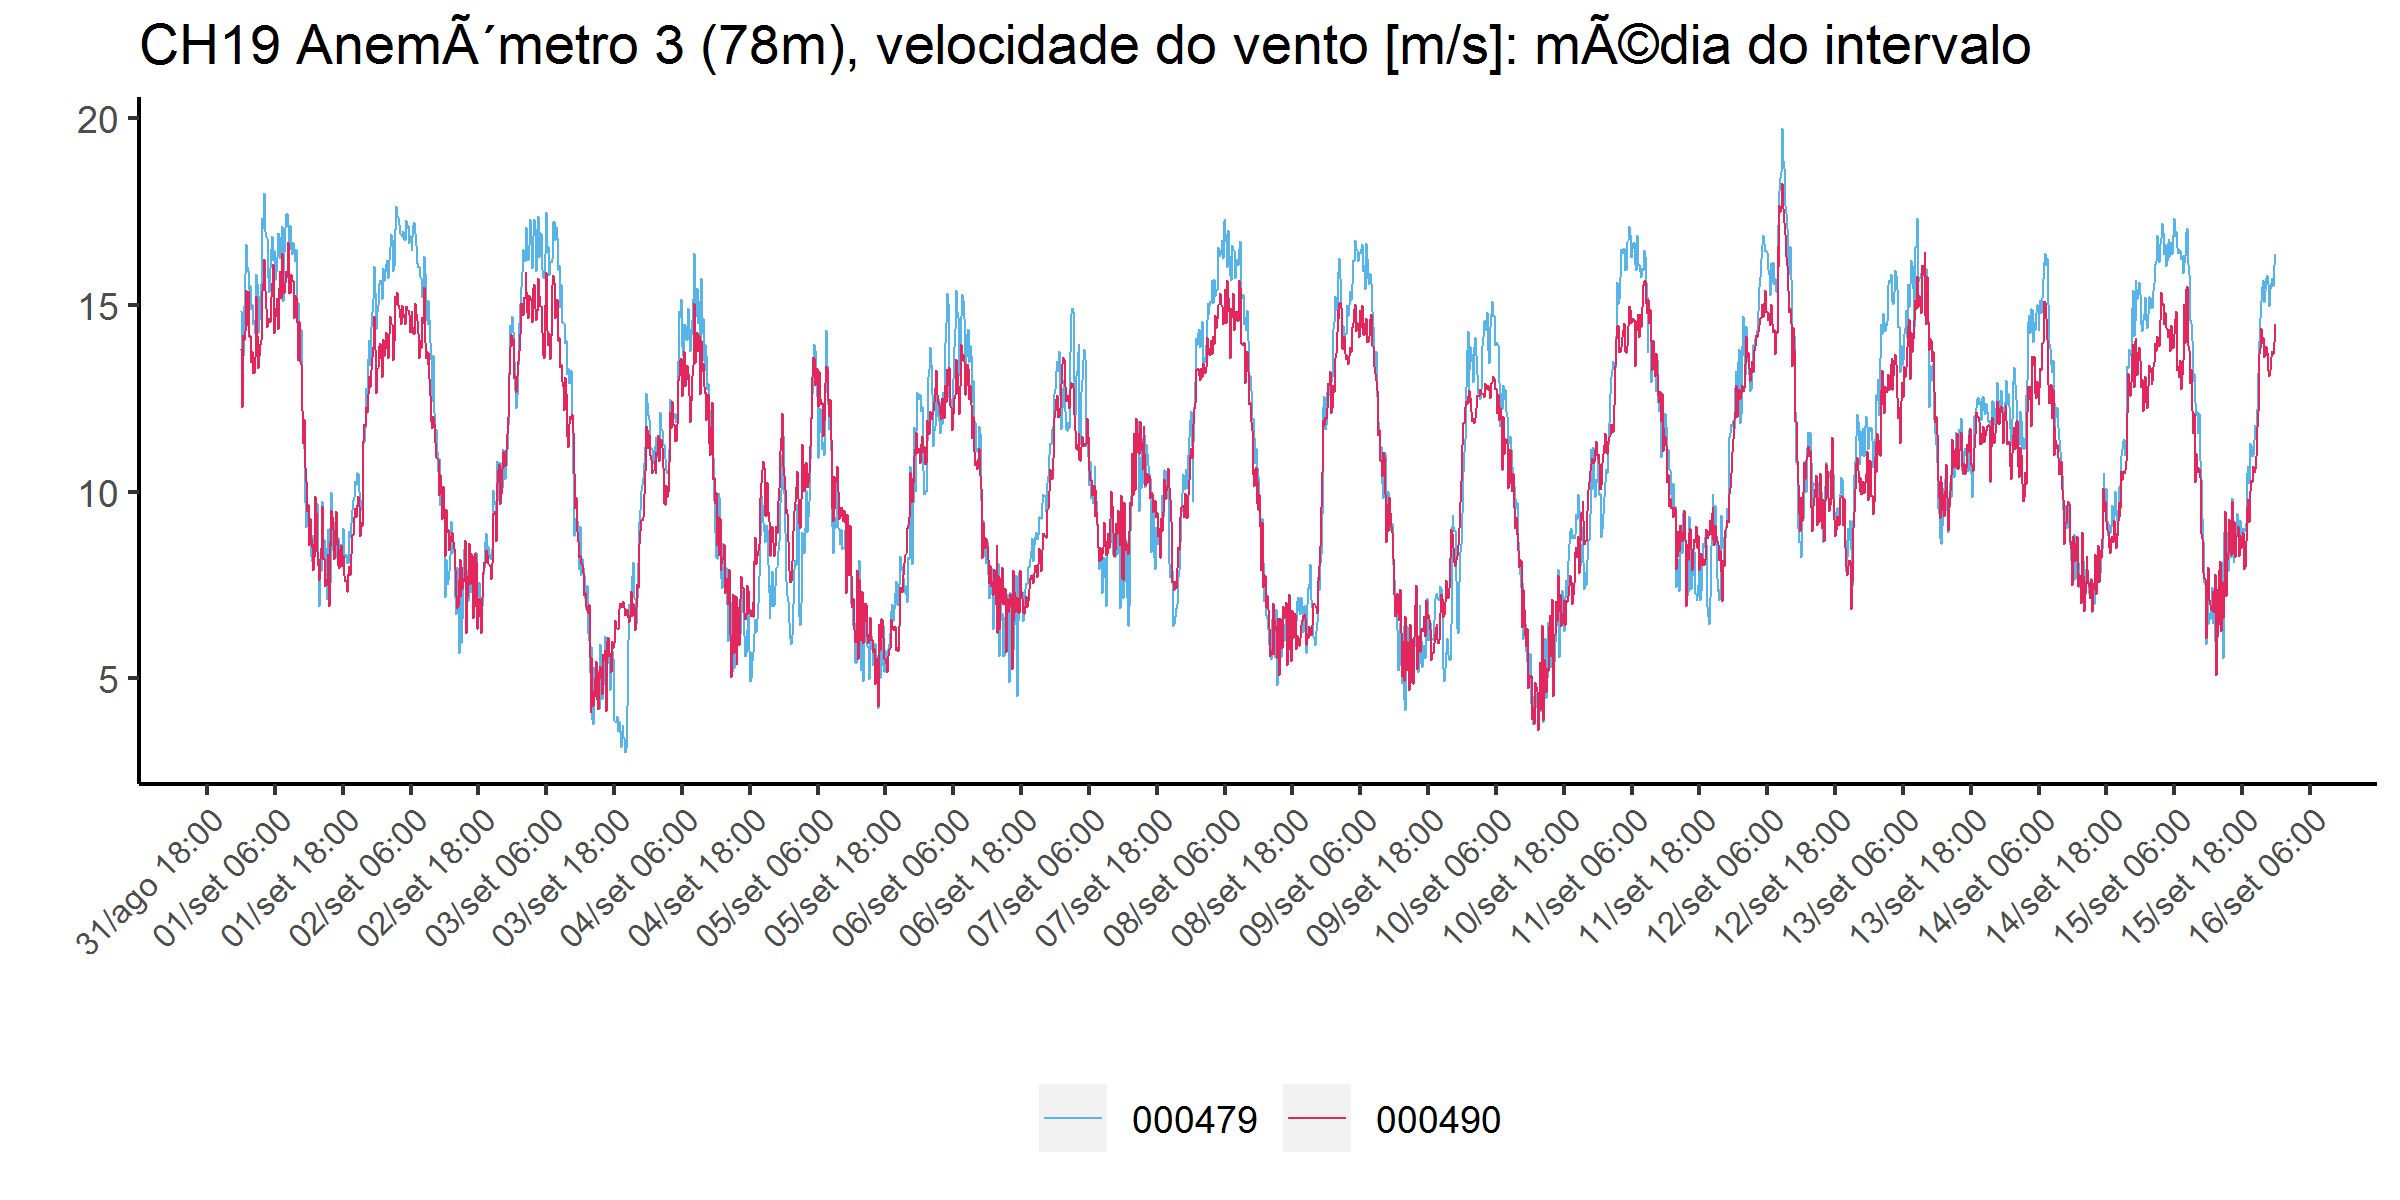 CH19 AnemÃ´metro 3 (78m), velocidade do vento [m/s]: mÃ©dia do intervalo
20
15
10
5
31/ago 18:00
01/set 06:00
01/set 18:00
02/set 06:00
02/set 18:00
03/set 06:00
03/set 18:00
04/set 06:00
04/set 18:00
05/set 06:00
05/set 18:00
06/set 06:00
06/set 18:00
07/set 06:00
07/set 18:00
08/set 06:00
08/set 18:00
09/set 06:00
09/set 18:00
10/set 06:00
10/set 18:00
11/set 06:00
11/set 18:00
12/set 06:00
12/set 18:00
13/set 06:00
13/set 18:00
14/set 06:00
14/set 18:00
15/set 06:00
15/set 18:00
16/set 06:00
000479 000490